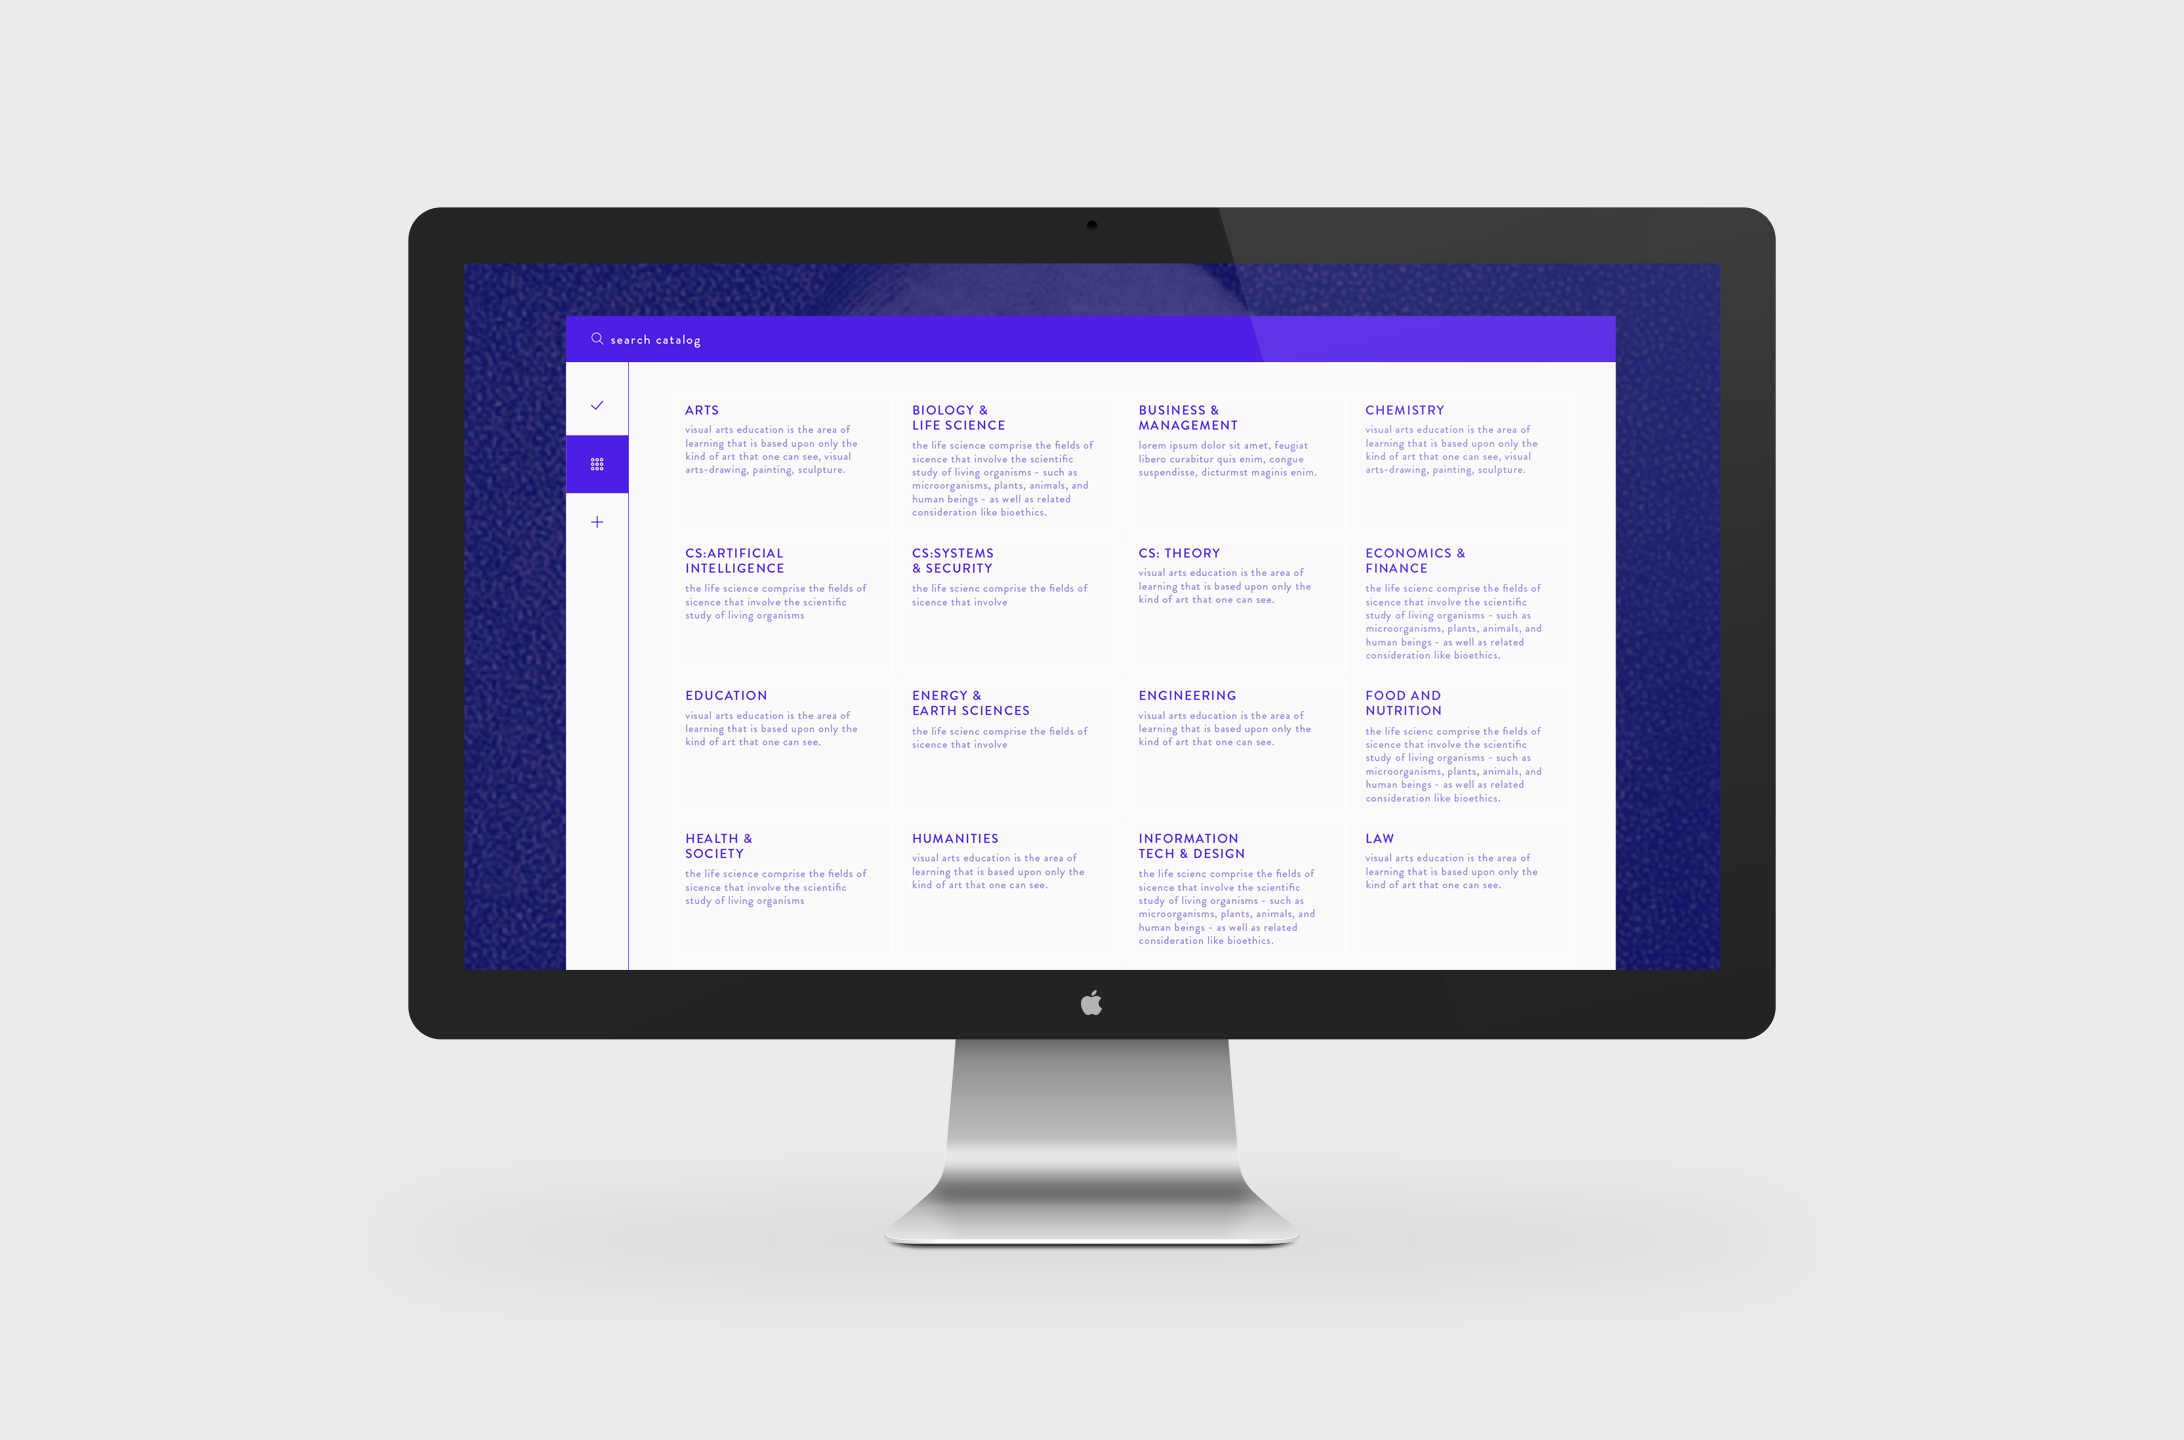 search catalog
ARTS
visual arts education is the area of
learning that is based upon only the
kind of art that one can see, visual
arts-drawing, painting, sculpture.
BIOLOGY &
LIFE SCIENCE
the life science comprise the fields of
sicence that involve the scientific
study of living organisms - such as
microorganisms, plants, animals, and
human beings - as well as related
consideration like bioethics.
BUSINESS &
MANAGEMENT
lorem ipsum dolor sit amet, feugiat
libero curabitur quis enim, congue
suspendisse, dicturmst maginis enim.
CHEMISTRY
visual arts education is the area of
learning that is based upon only the
kind of art that one can see, visual
arts-drawing, painting, sculpture.
CS:ARTIFICIAL
INTELLIGENCE
the life science comprise the fields of
sicence that involve the scientific
study of living organisms
CS:SYSTEMS
& SECURITY
the life scienc comprise the fields of
sicence that involve
CS: THEORY
visual arts education is the area of
learning that is based upon only the
kind of art that one can see.
ECONOMICS &
FINANCE
the life scienc comprise the fields of
sicence that involve the scientific
study of living organisms - such as
microorganisms, plants, animals, and
human beings - as well as related
consideration like bioethics.
EDUCATION
visual arts education is the area of
learning that is based upon only the
kind of art that one can see.
ENERGY &
EARTH SCIENCES
the life scienc comprise the fields of
sicence that involve
ENGINEERING
visual arts education is the area of
learning that is based upon only the
kind of art that one can see.
FOOD AND
NUTRITION
the life scienc comprise the fields of
sicence that involve the scientific
study of living organisms - such as
microorganisms, plants, animals, and
human beings - as well as related
consideration like bioethics.
HEALTH &
SOCIETY
the life science comprise the fields of
sicence that involve the scientific
study of living organisms
HUMANITIES
visual arts education is the area of
learning that is based upon only the
kind of art that one can see.
INFORMATION
TECH & DESIGN
the life scienc comprise the fields of
sicence that involve the scientific
study of living organisms - such as
microorganisms, plants, animals, and
human beings - as well as related
consideration like bioethics.
LAW
visual arts education is the area of
learning that is based upon only the
kind of art that one can see.